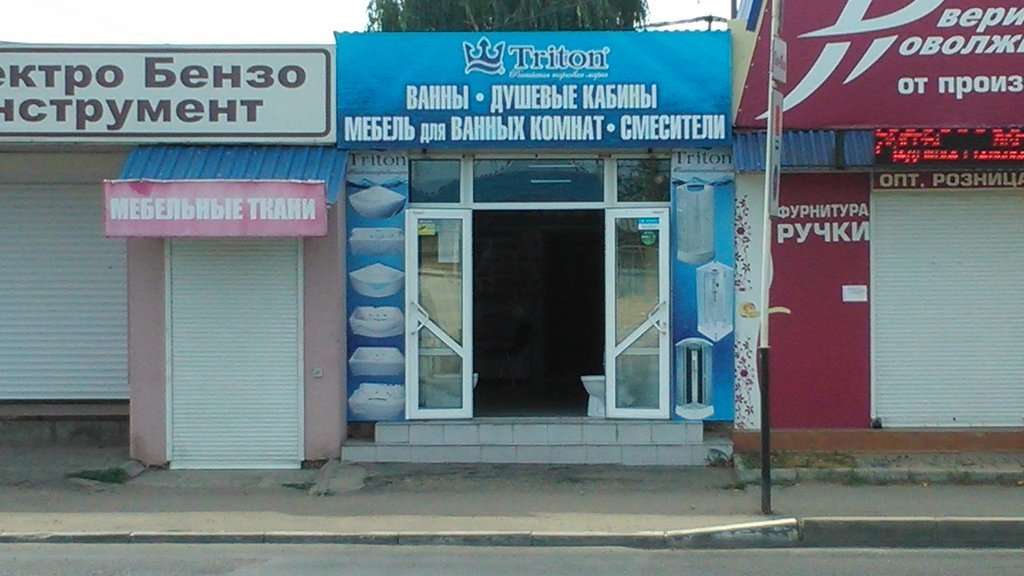 ектро Бензо
нструмент
МЕБЕЛЬНЫЕ ТКАНИ
Triton
ВАННЫ • ДУШЕВЫЕ КАБИНЫ
МЕБЕЛЬ для ВАННЫХ КОМНАТ • СМЕСИТЕЛИ
Triton
Triton
вери
оволж
от произ
ОПТ. РОЗНИЦА
ФУРНИТУРА
РУЧКИ